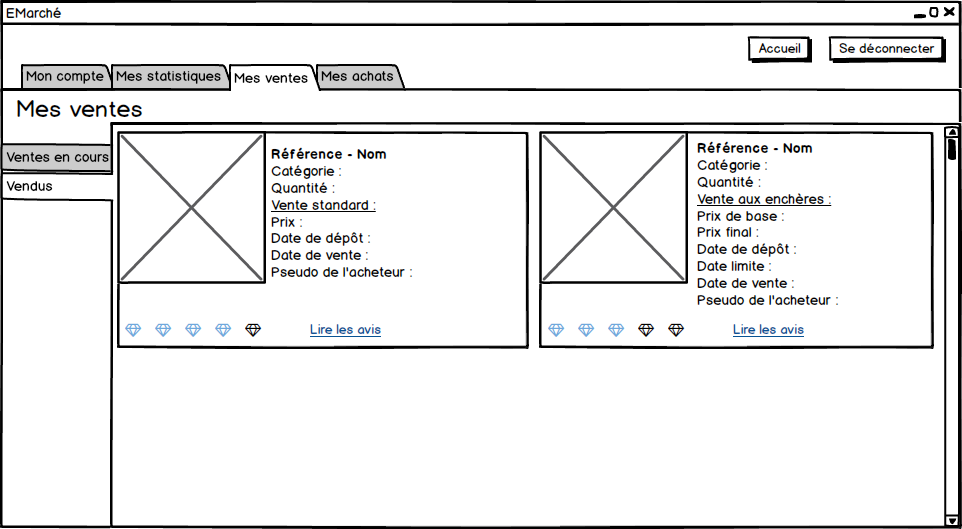 EMarché
Accueil
Se déconnecter
Mon compte
Mes statistiques
Mes ventes
Mes achats
Mes ventes
Ventes en cours
Vendus
Référence - Nom
Catégorie :
Quantité :
Vente standard :
Prix :
Date de dépôt :
Date de vente :
Pseudo de l'acheteur :
Lire les avis
Référence - Nom
Catégorie :
Quantité :
Vente aux enchères :
Prix de base :
Prix final :
Date de dépôt :
Date limite :
Date de vente :
Pseudo de l'acheteur :
Lire les avis